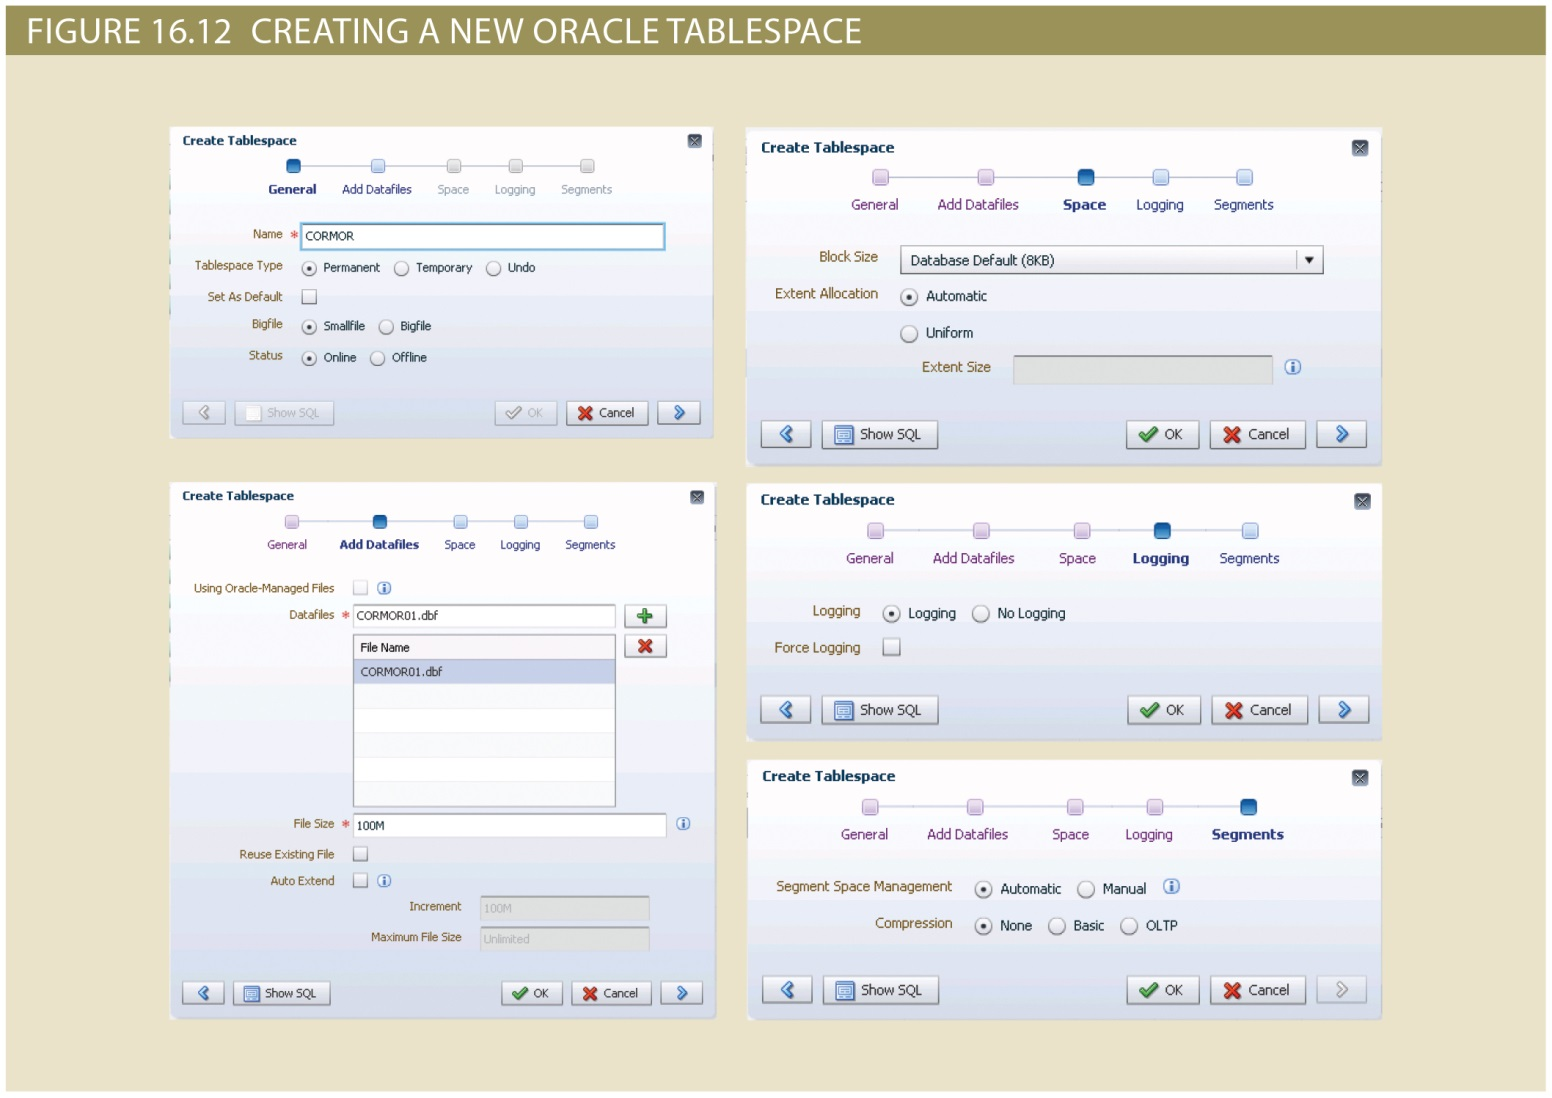 FIGURE 16.12 CREATING A NEW ORACLE TABLESPACE
Create Tablespace
General Add Datafiles Space Logging Segments
Name * CORMOR
Tablespace Type Permanent Temporary Undo
Set As Default
Bigfile Smallfile Bigfile
Status Online Offline
Show SQL OK Cancel
Create Tablespace
General Add Datafiles Space Logging Segments
Using Oracle-Managed Files
Datafiles * CORMOR01.dbf
File Name
CORMOR01.dbf
File Size * 100M
Reuse Existing File
Auto Extend
Increment 100M
Maximum File Size Unlimited
Show SQL OK Cancel
Create Tablespace
General Add Datafiles Space Logging Segments
Block Size Database Default (8KB)
Extent Allocation Automatic
Uniform
Extent Size
Show SQL OK Cancel
Create Tablespace
General Add Datafiles Space Logging Segments
Logging Logging No Logging
Force Logging
Show SQL OK Cancel
Create Tablespace
General Add Datafiles Space Logging Segments
Segment Space Management Automatic Manual
Compression None Basic OLTP
Show SQL OK Cancel